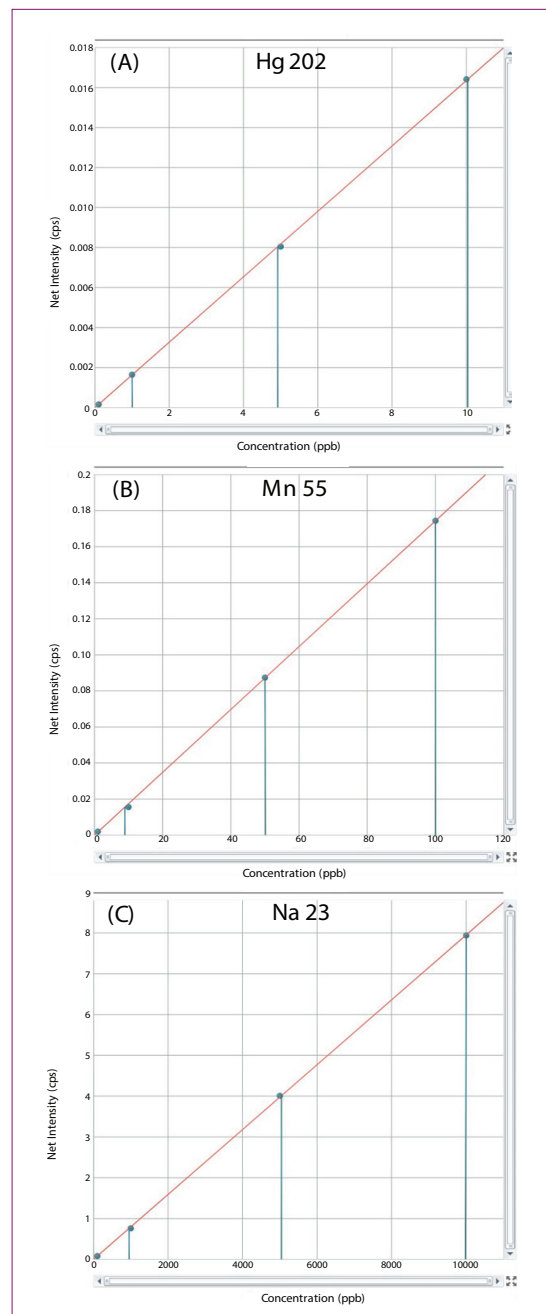 (A)
Hg 202
0.018
0.016
0.014
0.012
0.010
0.008
0.006
0.004
0.002
0
Net Intensity (cps)
0 2 4 6 8 10
Concentration (ppb)
(B)
Mn 55
0.2
0.18
0.16
0.14
0.12
0.10
0.08
0.06
0.04
0.02
0
Net Intensity (cps)
0 20 40 60 80 100 120
Concentration (ppb)
(C)
Na 23
9
8
7
6
5
4
3
2
1
0
Net Intensity (cps)
0 2000 4000 6000 8000 10000
Concentration (ppb)